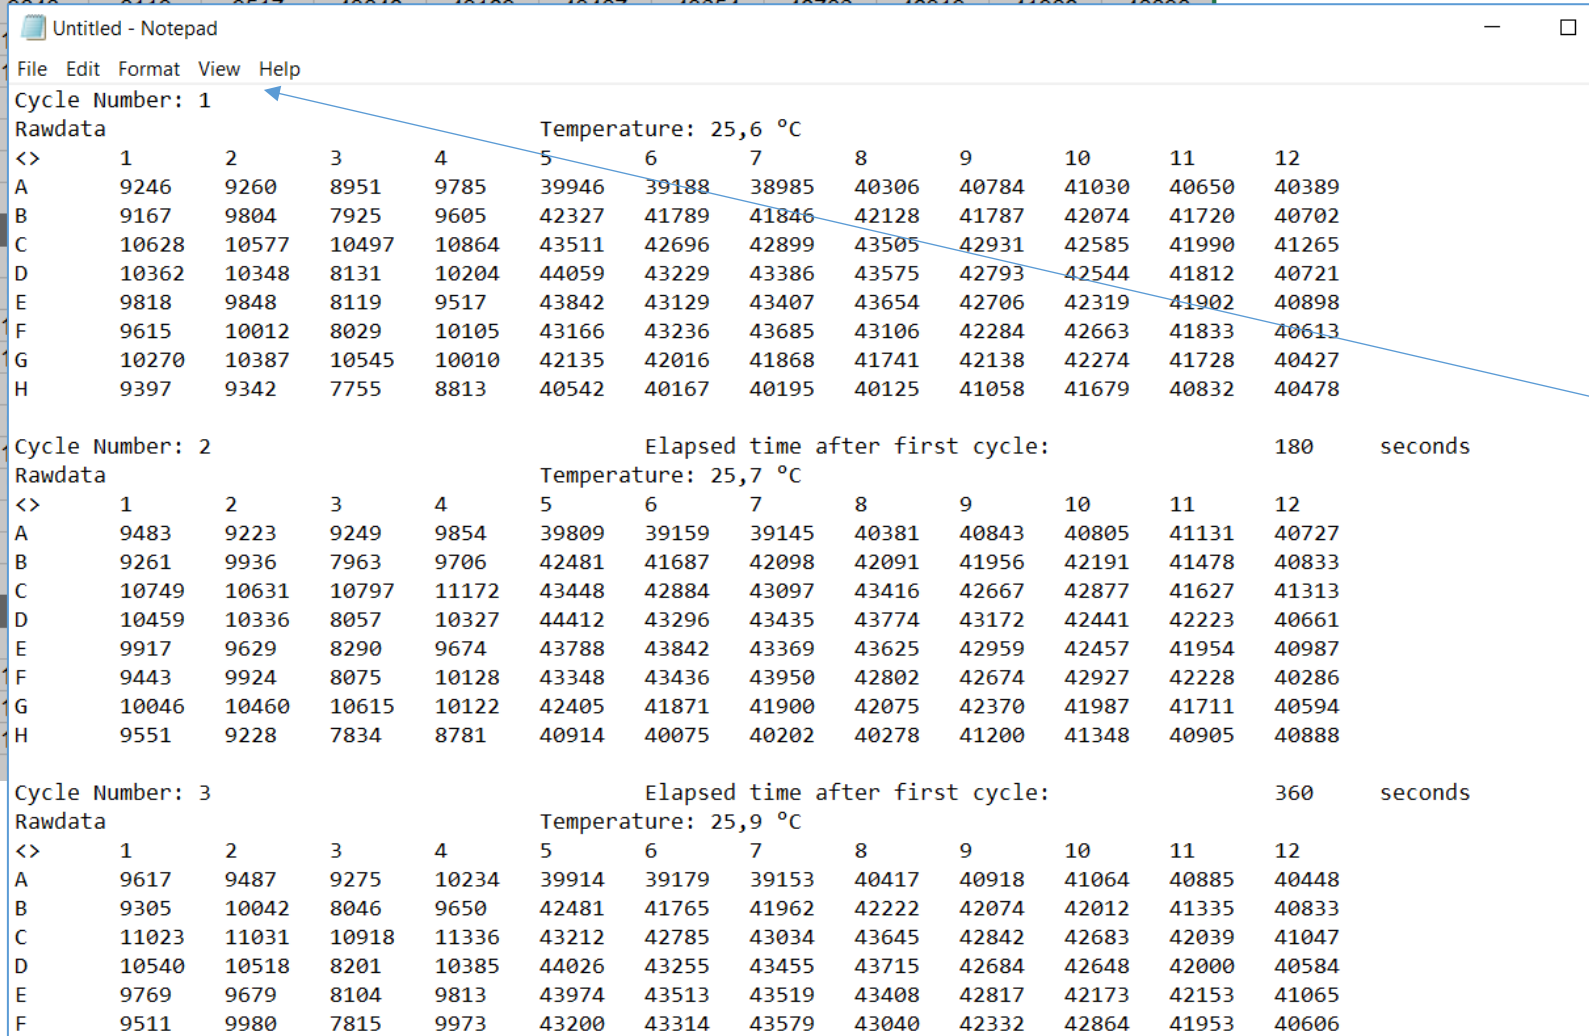 Untitled - Notepad
File Edit Format View Help
Cycle Number: 1
Rawdata Temperature: 25,6 °C
<> 1 2 3 4 5 6 7 8 9 10 11 12
A 9246 9260 8951 9785 39946 39188 38985 40306 40784 41030 40650 40389
B 9167 9804 7925 9605 42327 41789 41846 42128 41787 42074 41720 40702
C 10628 10577 10497 10864 43511 42696 42899 43505 42931 42585 41990 41265
D 10362 10348 8131 10204 44059 43229 43386 43575 42793 42544 41812 40721
E 9818 9848 8119 9517 43842 43129 43407 43654 42706 42319 41902 40898
F 9615 10012 8029 10105 43166 43236 43685 43106 42284 42663 41833 40613
G 10270 10387 10545 10010 42135 42016 41868 41741 42138 42274 41728 40427
H 9397 9342 7755 8813 40542 40167 40195 40125 41058 41679 40832 40478
Cycle Number: 2 Elapsed time after first cycle: 180 seconds
Rawdata Temperature: 25,7 °C
<> 1 2 3 4 5 6 7 8 9 10 11 12
A 9483 9223 9249 9854 39809 39159 39145 40381 40843 40805 41131 40727
B 9261 9936 7963 9706 42481 41687 42098 42091 41956 42191 41478 40833
C 10749 10631 10797 11172 43448 42884 43097 43416 42667 42877 41627 41313
D 10459 10336 8057 10327 44412 43296 43435 43774 43172 42441 42223 40661
E 9917 9629 8290 9674 43788 43842 43369 43625 42959 42457 41954 40987
F 9443 9924 8075 10128 43348 43436 43950 42802 42674 42927 42228 40286
G 10046 10460 10615 10122 42405 41871 41900 42075 42370 41987 41711 40594
H 9551 9228 7834 8781 40914 40075 40202 40278 41200 41348 40905 40888
Cycle Number: 3 Elapsed time after first cycle: 360 seconds
Rawdata Temperature: 25,9 °C
<> 1 2 3 4 5 6 7 8 9 10 11 12
A 9617 9487 9275 10234 39914 39179 39153 40417 40918 41064 40885 40448
B 9305 10042 8046 9650 42481 41765 41962 42222 42074 42012 41335 40833
C 11023 11031 10918 11336 43212 42785 43034 43645 42842 42683 42039 41047
D 10540 10518 8201 10385 44026 43255 43455 43715 42684 42648 42000 40584
E 9769 9679 8104 9813 43974 43513 43519 43408 42817 42173 42153 41065
F 9511 9980 7815 9973 43200 43314 43579 43040 42332 42864 41953 40606